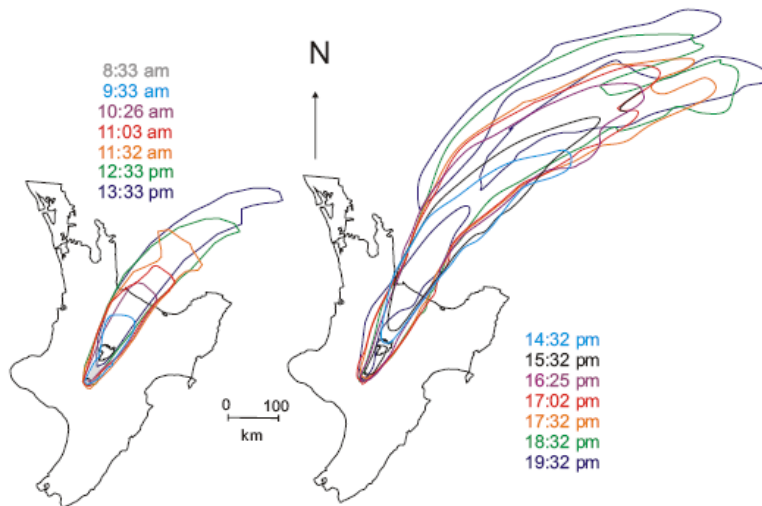 N
8:33 am
9:33 am
10:26 am
11:03 am
11:32 am
12:33 pm
13:33 pm
0 100
km
14:32 pm
15:32 pm
16:25 pm
17:02 pm
17:32 pm
18:32 pm
19:32 pm